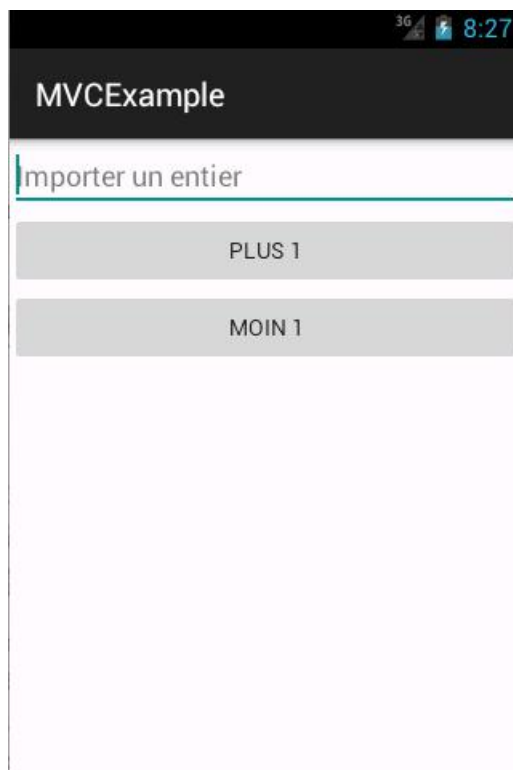 3G 8:27
MVCExample
Importer un entier
PLUS 1
MOIN 1